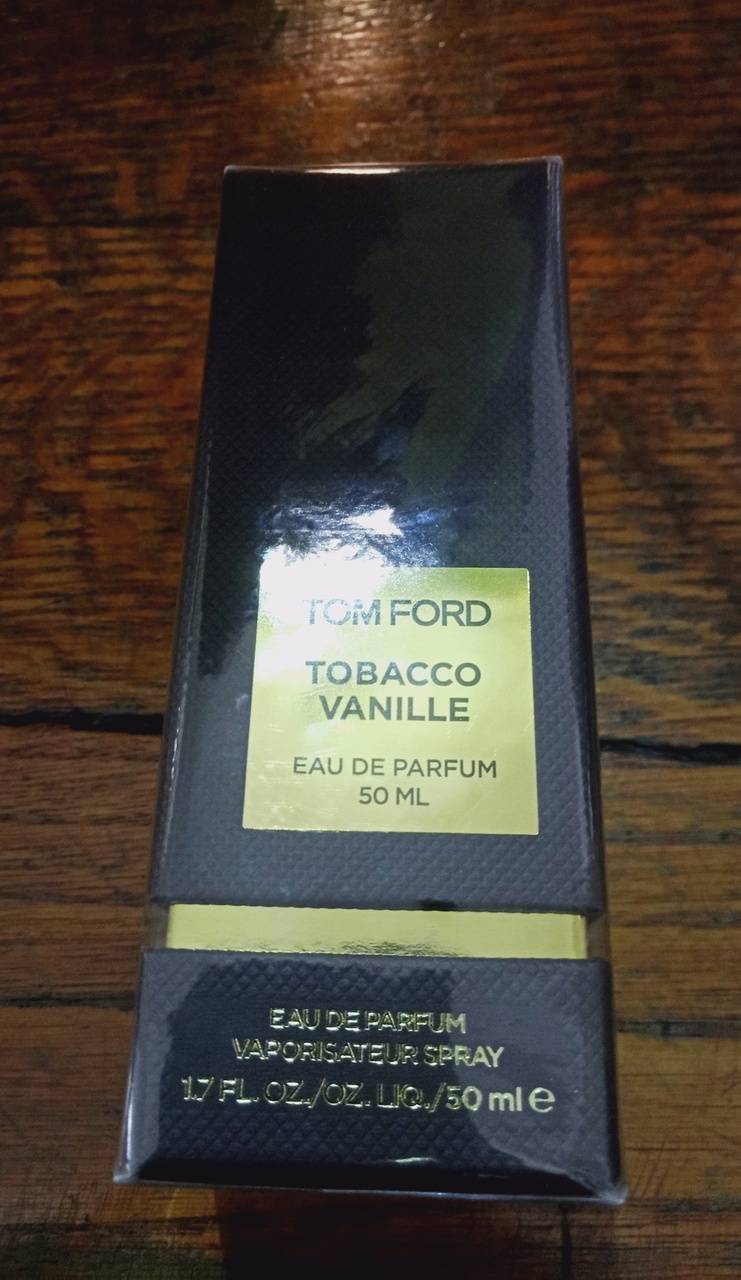 TOM FORD
TOBACCO
VANILLE
EAU DE PARFUM
50 ML
EAU DE PARFUM
VAPORISATEUR SPRAY
1.7 FL. OZ./OZ. LIQ./50 ml e